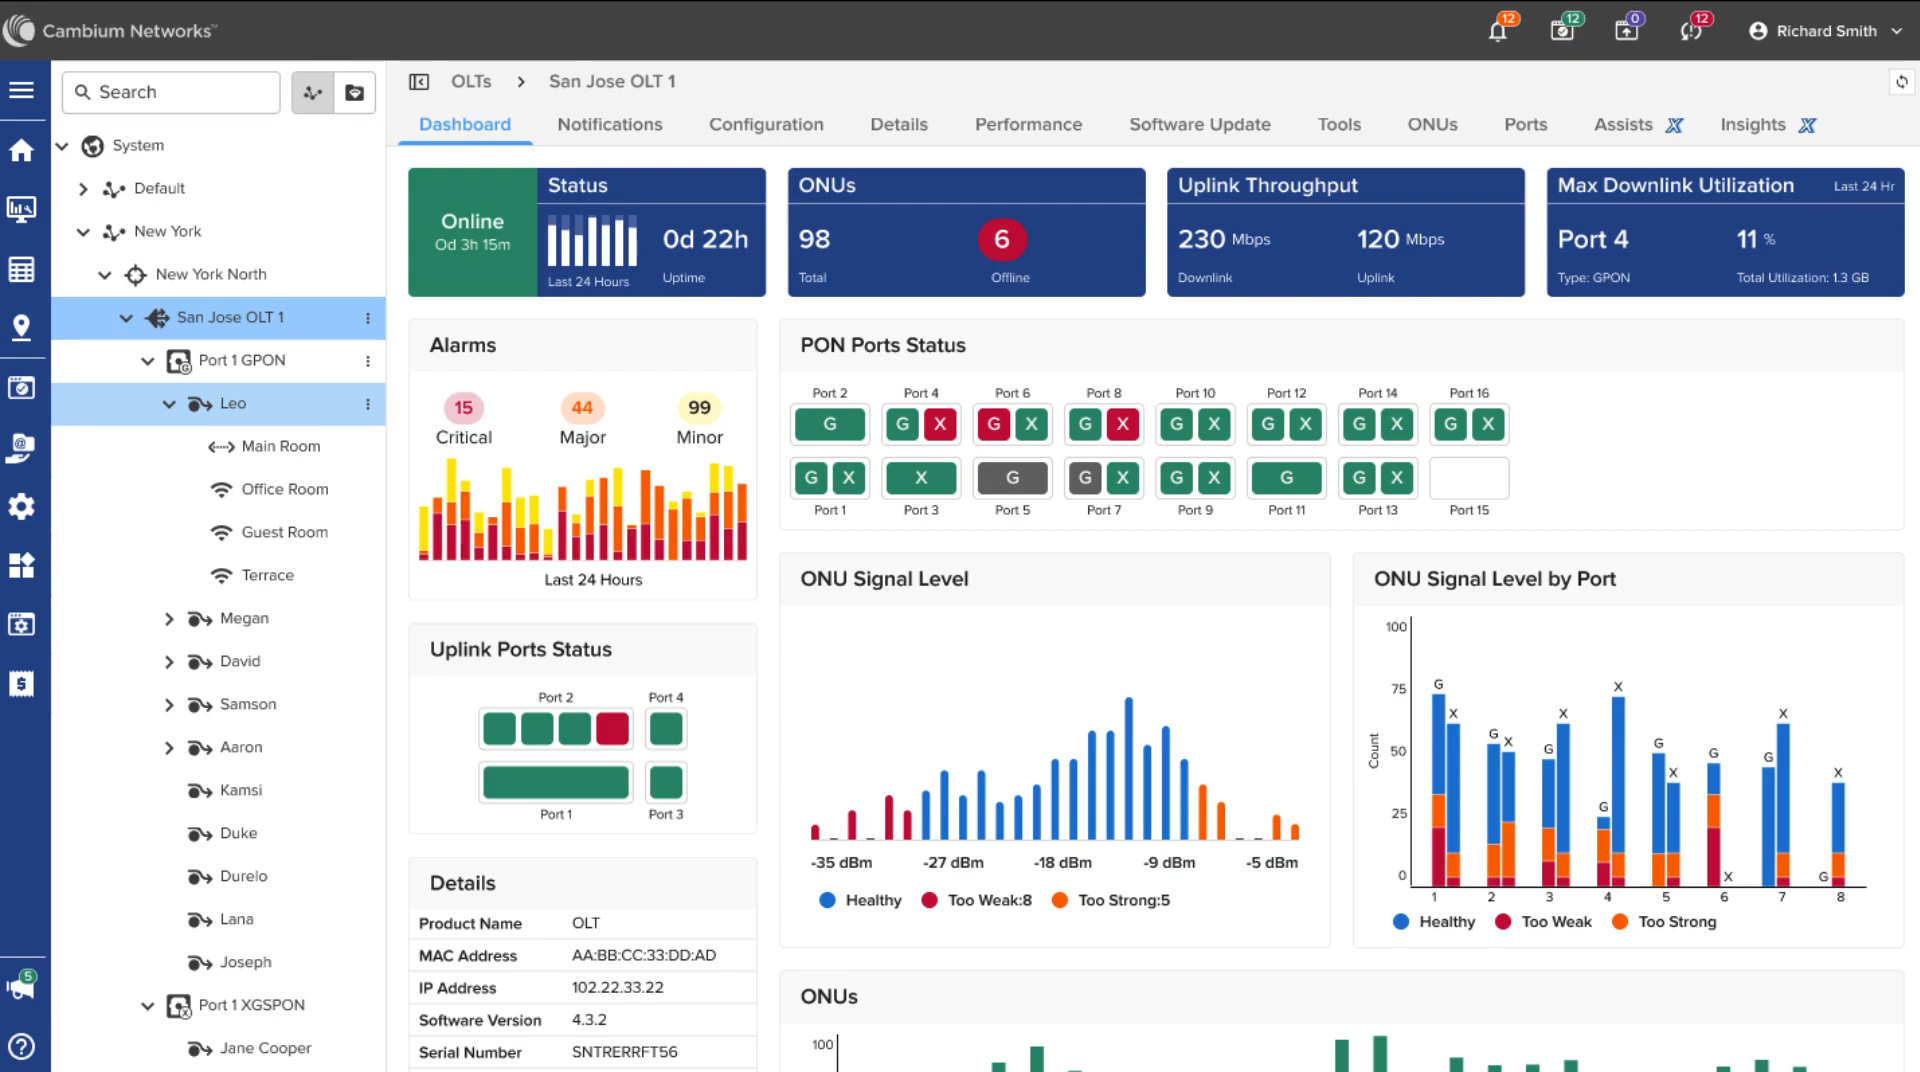 Cambium Networks™
12
12
0
12
Richard Smith
Search
System
Default
New York
New York North
San Jose OLT 1
Port 1 GPON
Leo
Main Room
Office Room
Guest Room
Terrace
Megan
David
Samson
Aaron
Kamsi
Duke
Durelo
Lana
Joseph
Port 1 XGSPON
Jane Cooper
5
OLTs > San Jose OLT 1
Dashboard Notifications Configuration Details Performance Software Update Tools ONUs Ports Assists X Insights X
Online
0d 3h 15m
Status
Last 24 Hours
0d 22h
Uptime
ONUs
98
Total
6
Offline
Uplink Throughput
230 Mbps
Downlink
120 Mbps
Uplink
Max Downlink Utilization Last 24 Hr
Port 4
Type: GPON
11 %
Total Utilization: 1.3 GB
Alarms
15
Critical
44
Major
99
Minor
Last 24 Hours
PON Ports Status
Port 2 Port 4 Port 6 Port 8 Port 10 Port 12 Port 14 Port 16
G G X G X G X G X G X G X G X
G X X G G X G X G G X
Port 1 Port 3 Port 5 Port 7 Port 9 Port 11 Port 13 Port 15
Uplink Ports Status
Port 2 Port 4
Port 1 Port 3
Details
Product Name OLT
MAC Address AA:BB:CC:33:DD:AD
IP Address 102.22.33.22
Software Version 4.3.2
Serial Number SNTRERRFT56
ONU Signal Level
-35 dBm -27 dBm -18 dBm -9 dBm -5 dBm
Healthy Too Weak:8 Too Strong:5
ONU Signal Level by Port
Count
100
75
50
25
0
G X G X G X G X G X G X G X G X
1 2 3 4 5 6 7 8
Healthy Too Weak Too Strong
ONUs
100